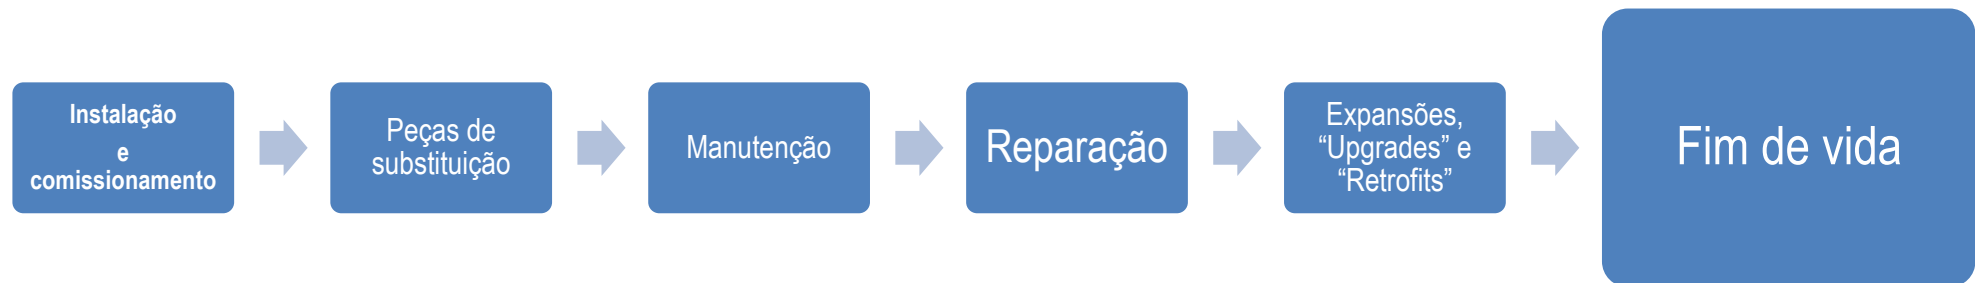 Instalação
e
comissionamento
Peças de
substituição
Manutenção
Reparação
Expansões,
“Upgrades” e
“Retrofits”
Fim de vida